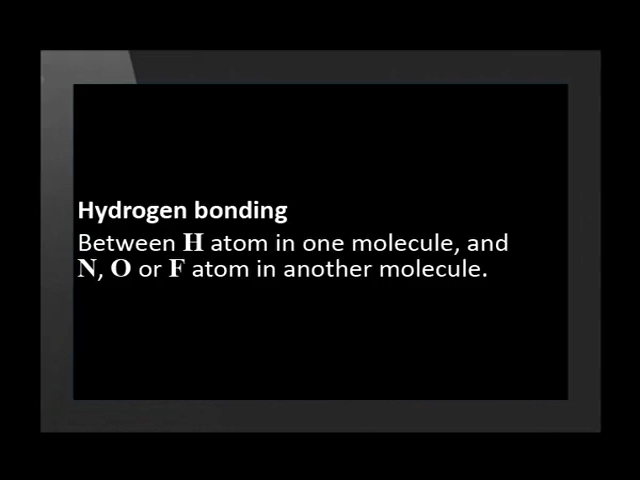 Hydrogen bonding
Between H atom in one molecule, and
N, O or F atom in another molecule.